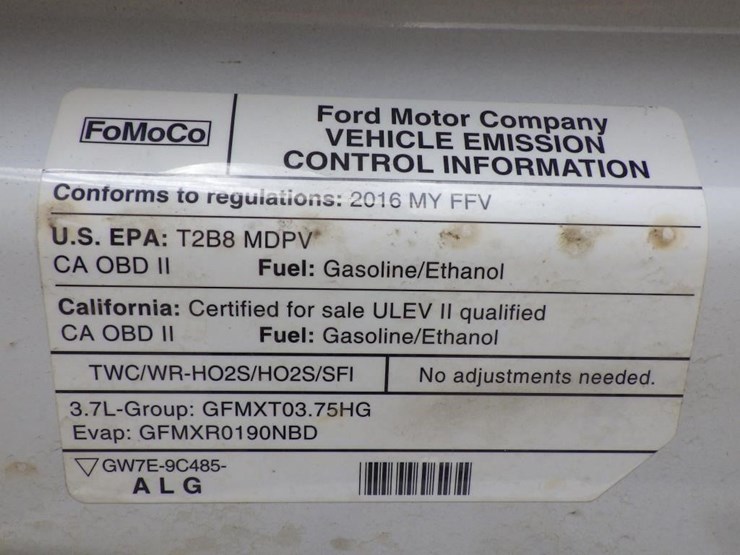 FoMoCo
Ford Motor Company
VEHICLE EMISSION
CONTROL INFORMATION
Conforms to regulations: 2016 MY FFV
U.S. EPA: T2B8 MDPV
CA OBD II Fuel: Gasoline/Ethanol
California: Certified for sale ULEV II qualified
CA OBD II Fuel: Gasoline/Ethanol
TWC/WR-HO2S/HO2S/SFI No adjustments needed.
3.7L-Group: GFMXT03.75HG
Evap: GFMXR0190NBD
GW7E-9C485-
ALG